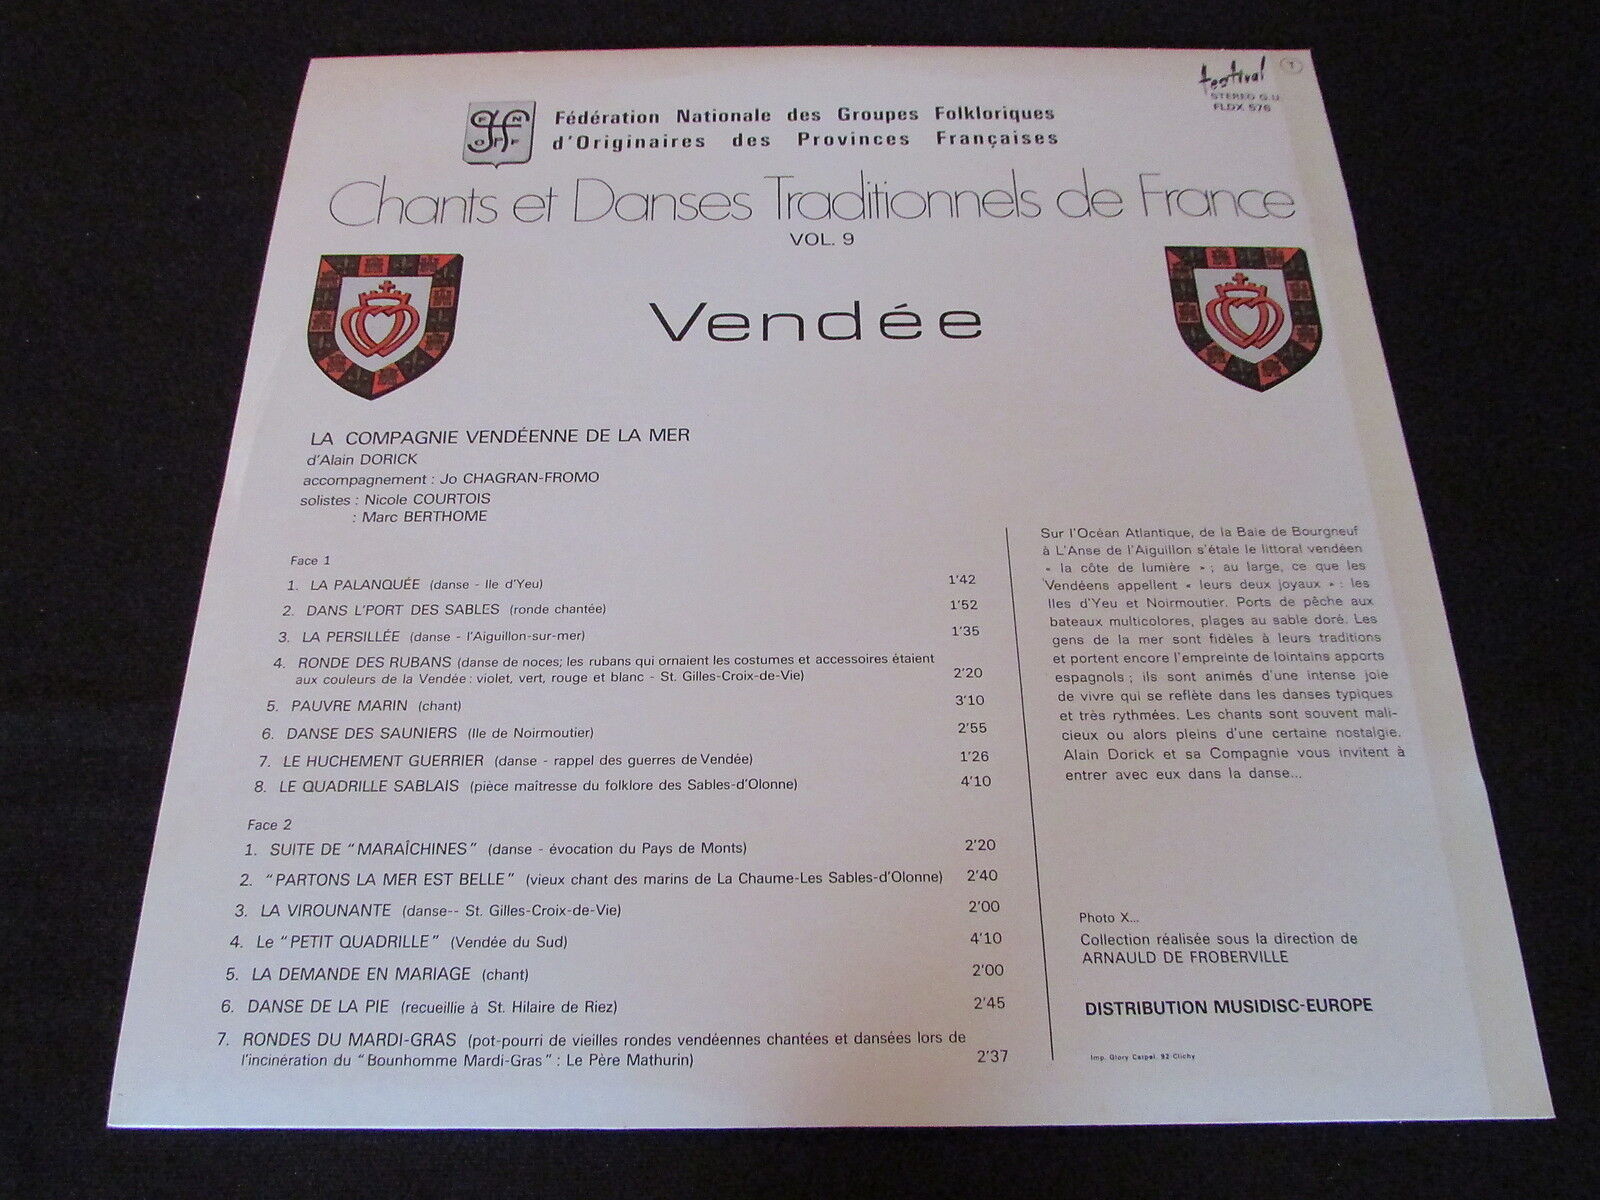 festival
T
STEREO G.U
FLDX 576
F N
G F
O P F
Fédération Nationale des Groupes Folkloriques
d'Originaires des Provinces Françaises
Chants et Danses Traditionnels de France
VOL. 9
Vendée
LA COMPAGNIE VENDÉENNE DE LA MER
d'Alain DORICK
accompagnement : Jo CHAGRAN-FROMO
solistes : Nicole COURTOIS
: Marc BERTHOME
Face 1
1. LA PALANQUÉE (danse - Ile d'Yeu) 1'42
2. DANS L'PORT DES SABLES (ronde chantée) 1'52
3. LA PERSILLÉE (danse - l'Aiguillon-sur-mer) 1'35
4. RONDE DES RUBANS (danse de noces; les rubans qui ornaient les costumes et accessoires étaient
aux couleurs de la Vendée : violet, vert, rouge et blanc - St. Gilles-Croix-de-Vie) 2'20
5. PAUVRE MARIN (chant) 3'10
6. DANSE DES SAUNIERS (Ile de Noirmoutier) 2'55
7. LE HUCHEMENT GUERRIER (danse - rappel des guerres de Vendée) 1'26
8. LE QUADRILLE SABLAIS (pièce maîtresse du folklore des Sables-d'Olonne) 4'10
Face 2
1. SUITE DE "MARAÎCHINES" (danse - évocation du Pays de Monts) 2'20
2. "PARTONS LA MER EST BELLE" (vieux chant des marins de La Chaume-Les Sables-d'Olonne) 2'40
3. LA VIROUNANTE (danse-- St. Gilles-Croix-de-Vie) 2'00
4. Le "PETIT QUADRILLE" (Vendée du Sud) 4'10
5. LA DEMANDE EN MARIAGE (chant) 2'00
6. DANSE DE LA PIE (recueillie à St. Hilaire de Riez) 2'45
7. RONDES DU MARDI-GRAS (pot-pourri de vieilles rondes vendéennes chantées et dansées lors de
l'incinération du "Bounhomme Mardi-Gras" : Le Père Mathurin) 2'37
Sur l'Océan Atlantique, de la Baie de Bourgneuf
à L'Anse de l'Aiguillon s'étale le littoral vendéen
« la côte de lumière » ; au large, ce que les
Vendéens appellent « leurs deux joyaux » : les
Iles d'Yeu et Noirmoutier. Ports de pêche aux
bateaux multicolores, plages au sable doré. Les
gens de la mer sont fidèles à leurs traditions
et portent encore l'empreinte de lointains apports
espagnols ; ils sont animés d'une intense joie
de vivre qui se reflète dans les danses typiques
et très rythmées. Les chants sont souvent mali-
cieux ou alors pleins d'une certaine nostalgie.
Alain Dorick et sa Compagnie vous invitent à
entrer avec eux dans la danse...
Photo X...
Collection réalisée sous la direction de
ARNAULD DE FROBERVILLE
DISTRIBUTION MUSIDISC-EUROPE
Imp. Glory Caipel. 92-Clichy